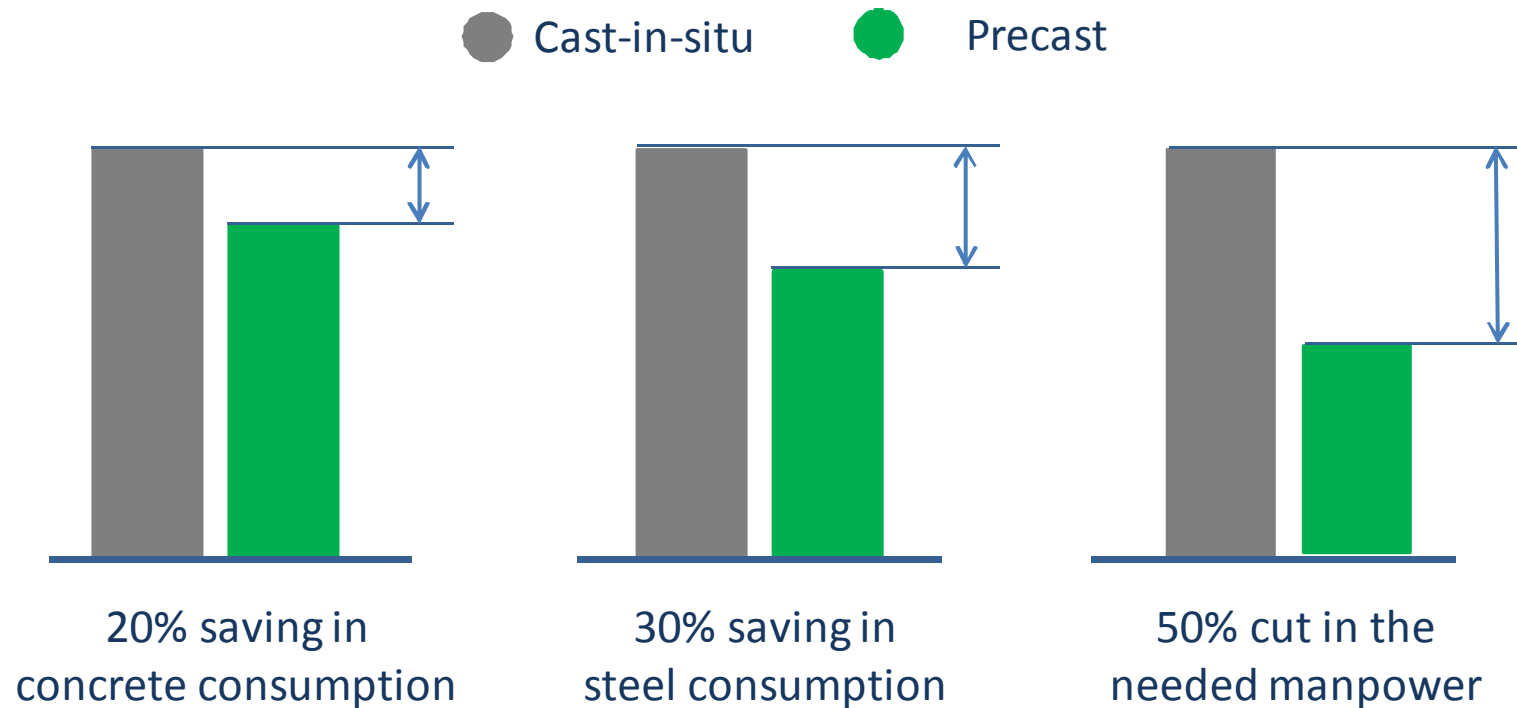 Cast-in-situ
Precast
20% saving in
concrete consumption
30% saving in
steel consumption
50% cut in the
needed manpower